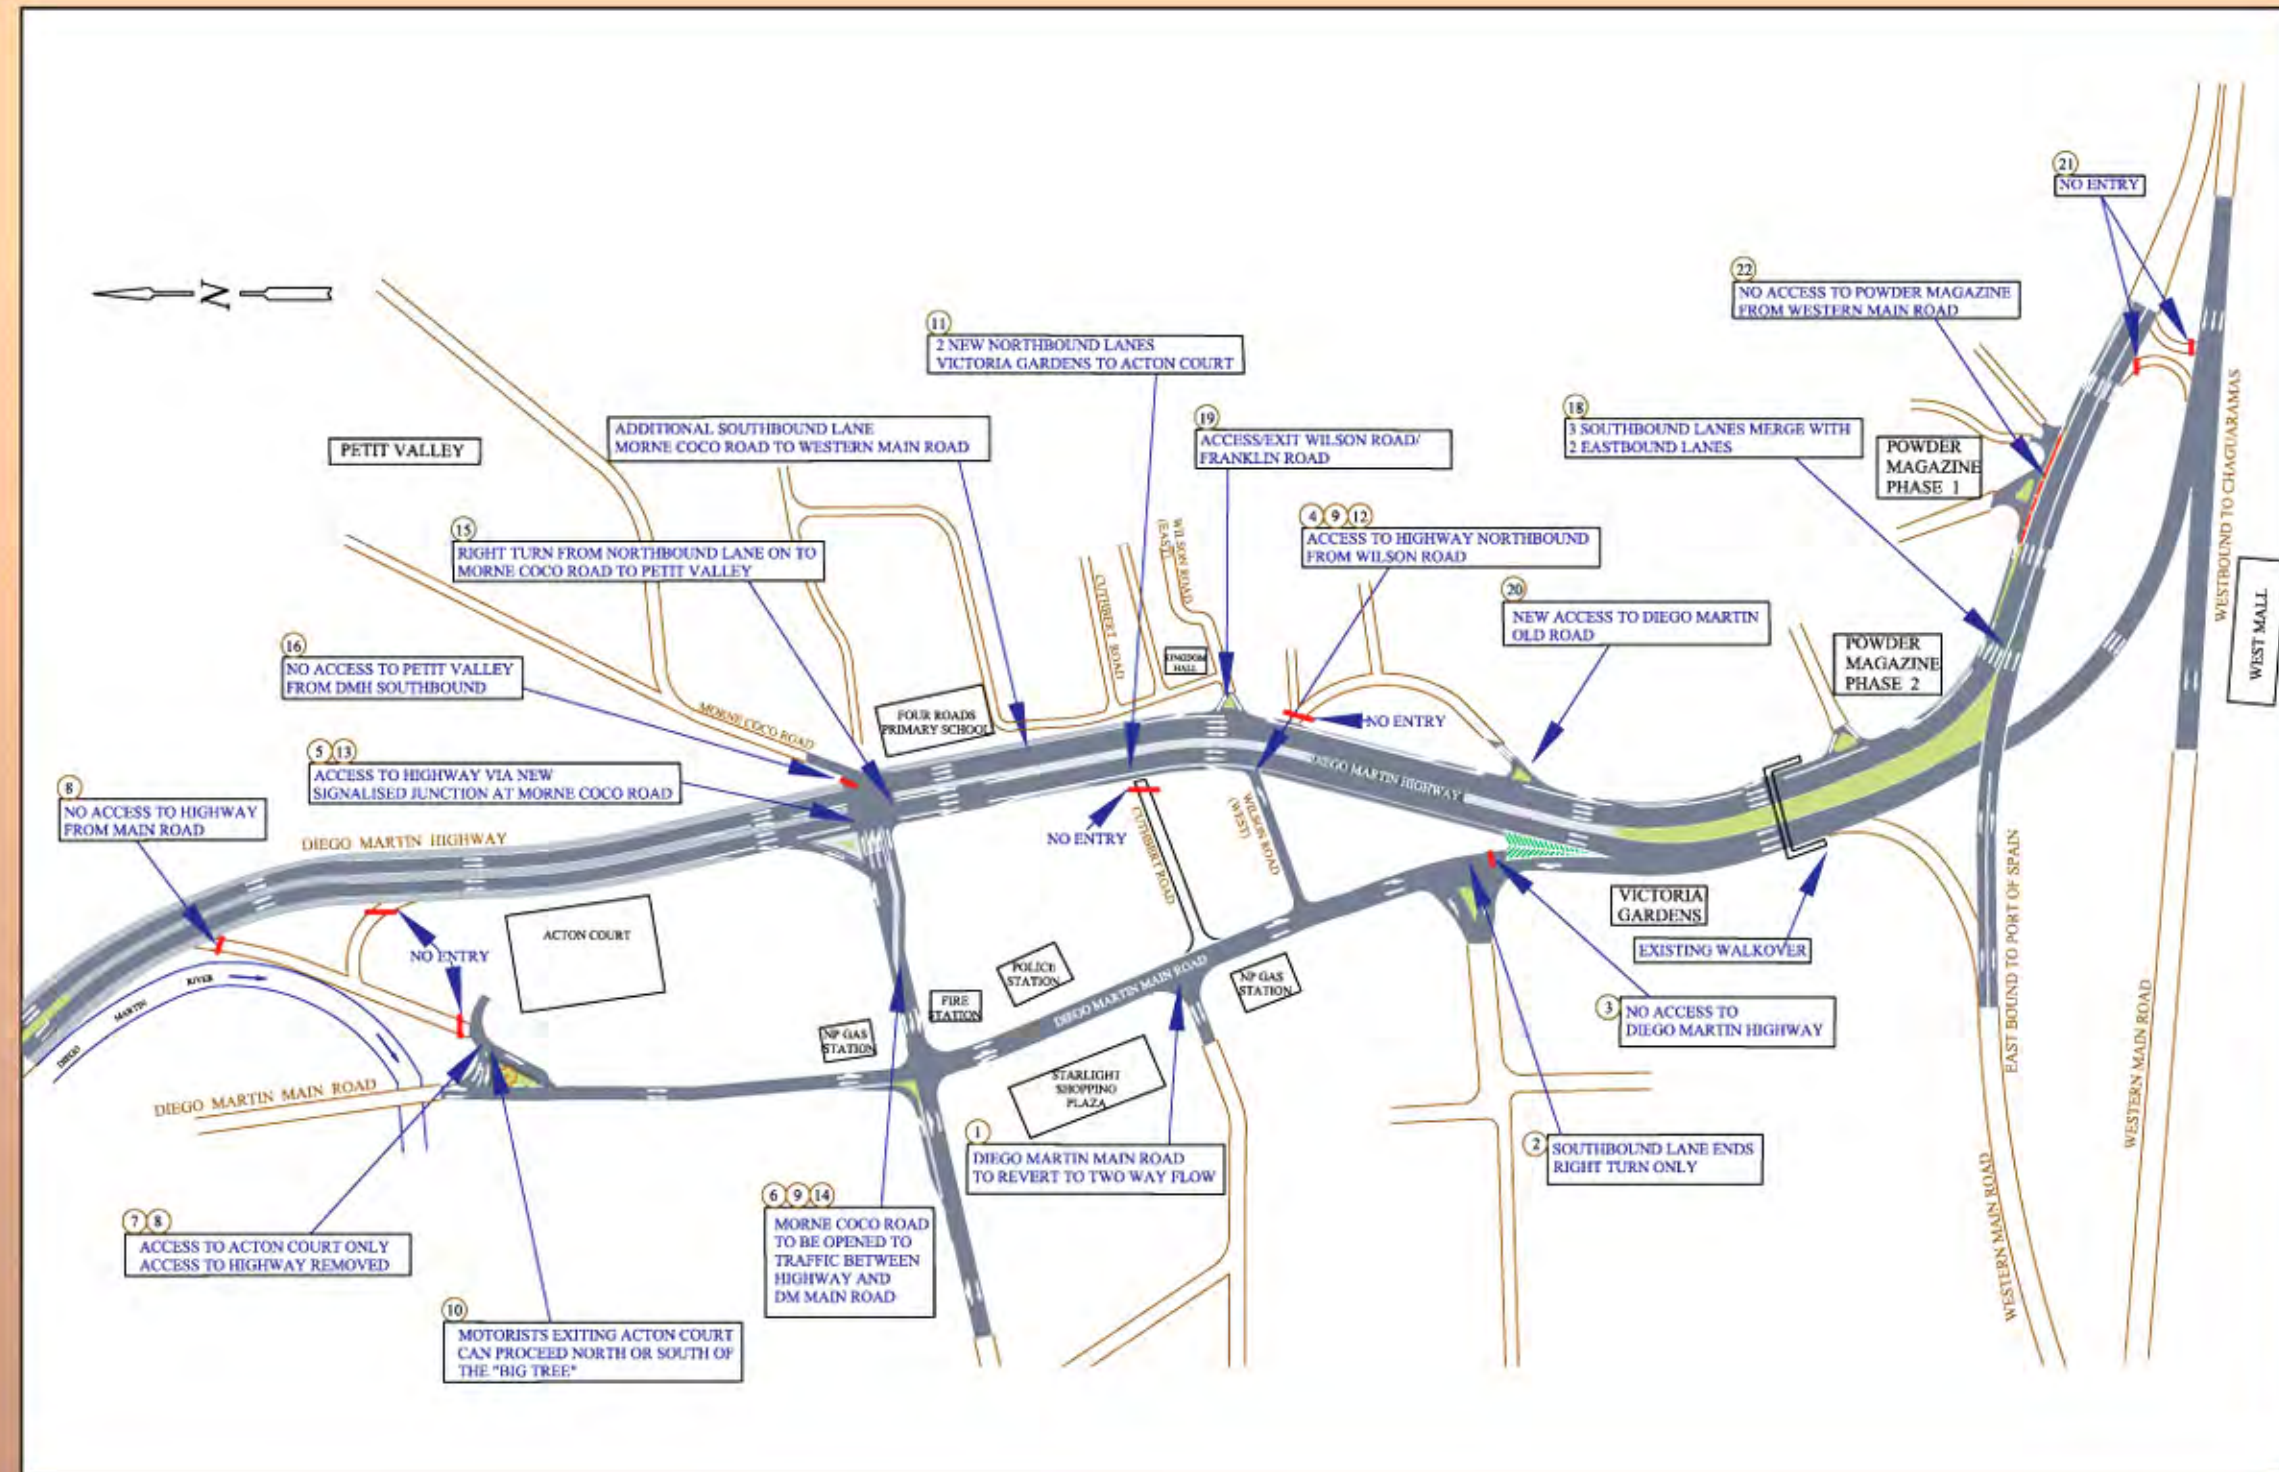 21
NO ENTRY
22
NO ACCESS TO POWDER MAGAZINE
FROM WESTERN MAIN ROAD
N
11
2 NEW NORTHBOUND LANES
VICTORIA GARDENS TO ACTON COURT
ADDITIONAL SOUTHBOUND LANE
MORNE COCO ROAD TO WESTERN MAIN ROAD
19
ACCESS/EXIT WILSON ROAD/
FRANKLIN ROAD
18
3 SOUTHBOUND LANES MERGE WITH
2 EASTBOUND LANES
POWDER
MAGAZINE
PHASE 1
PETIT VALLEY
15
RIGHT TURN FROM NORTHBOUND LANE ON TO
MORNE COCO ROAD TO PETIT VALLEY
4 9 12
ACCESS TO HIGHWAY NORTHBOUND
FROM WILSON ROAD
WILSON ROAD
(EAST)
CUTHBERT ROAD
KINGDOM
HALL
20
NEW ACCESS TO DIEGO MARTIN
OLD ROAD
WESTBOUND TO CHAGUARAMAS
WEST MALL
16
NO ACCESS TO PETIT VALLEY
FROM DMH SOUTHBOUND
POWDER
MAGAZINE
PHASE 2
MORNE COCO ROAD
FOUR ROADS
PRIMARY SCHOOL
NO ENTRY
5 13
ACCESS TO HIGHWAY VIA NEW
SIGNALISED JUNCTION AT MORNE COCO ROAD
DIEGO MARTIN HIGHWAY
8
NO ACCESS TO HIGHWAY
FROM MAIN ROAD
DIEGO MARTIN HIGHWAY
NO ENTRY
CUTHBERT ROAD
WILSON ROAD
(WEST)
VICTORIA
GARDENS
EXISTING WALKOVER
EAST BOUND TO PORT OF SPAIN
ACTON COURT
NO ENTRY
POLICE
STATION
NP GAS
STATION
DIEGO MARTIN MAIN ROAD
FIRE
STATION
NP GAS
STATION
3
NO ACCESS TO
DIEGO MARTIN HIGHWAY
DIEGO
MARTIN
RIVER
DIEGO MARTIN MAIN ROAD
STARLIGHT
SHOPPING
PLAZA
WESTERN MAIN ROAD
WESTERN MAIN ROAD
1
DIEGO MARTIN MAIN ROAD
TO REVERT TO TWO WAY FLOW
2
SOUTHBOUND LANE ENDS
RIGHT TURN ONLY
7 8
ACCESS TO ACTON COURT ONLY
ACCESS TO HIGHWAY REMOVED
6 9 14
MORNE COCO ROAD
TO BE OPENED TO
TRAFFIC BETWEEN
HIGHWAY AND
DM MAIN ROAD
10
MOTORISTS EXITING ACTON COURT
CAN PROCEED NORTH OR SOUTH OF
THE "BIG TREE"